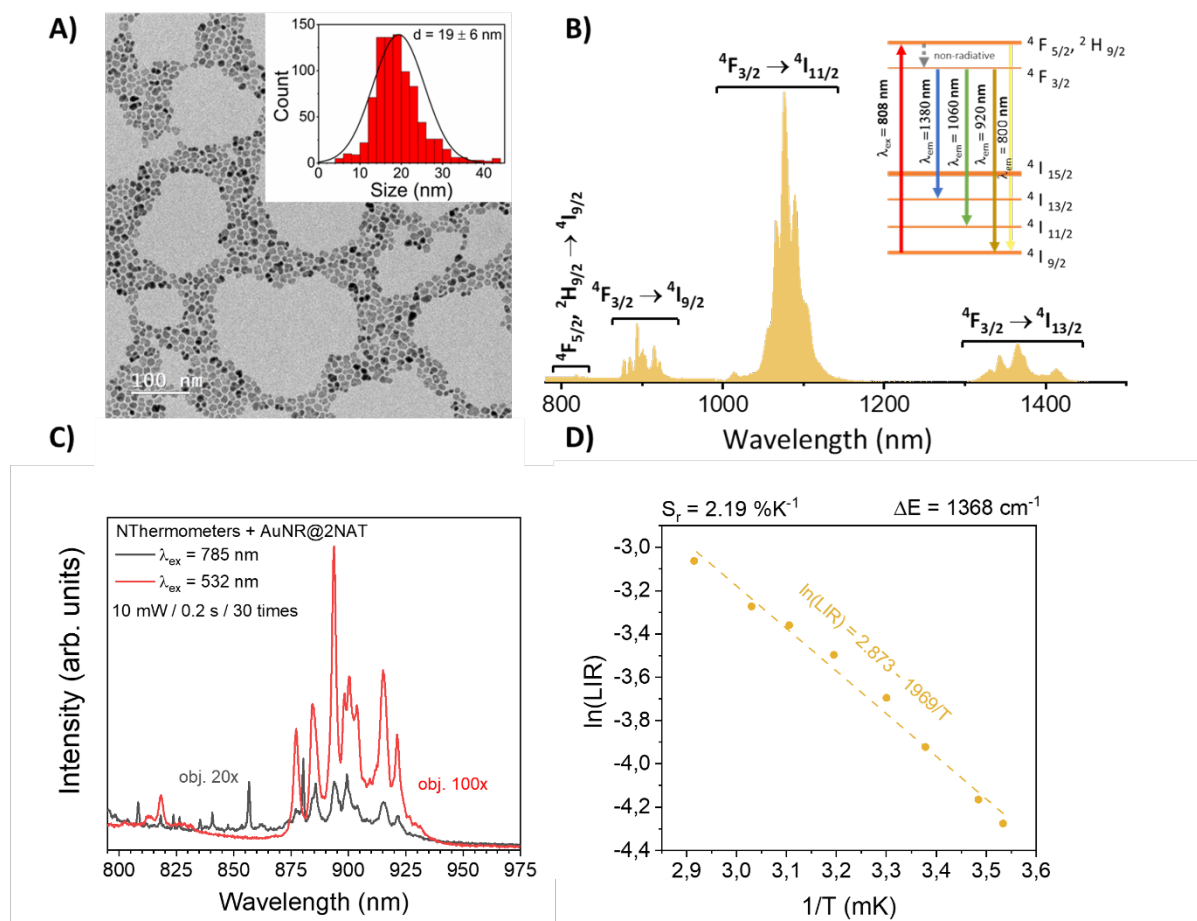 A)
150
100
50
0
Count
d = 19 ± 6 nm
0 20 40
Size (nm)
100 nm
B)
⁴F₃/₂ → ⁴I₁₁/₂
⁴F₅/₂, ²H₉/₂ → ⁴I₉/₂
⁴F₃/₂ → ⁴I₉/₂
⁴F₃/₂ → ⁴I₁₃/₂
⁴F₅/₂, ²H₉/₂
non-radiative
⁴F₃/₂
λex = 808 nm
λem = 1380 nm
λem = 1060 nm
λem = 920 nm
λem = 800 nm
⁴I₁₅/₂
⁴I₁₃/₂
⁴I₁₁/₂
⁴I₉/₂
800 1000 1200 1400
Wavelength (nm)
C)
NThermometers + AuNR@2NAT
λex = 785 nm
λex = 532 nm
10 mW / 0.2 s / 30 times
obj. 20x
obj. 100x
Intensity (arb. units)
800 825 850 875 900 925 950 975
Wavelength (nm)
D)
Sr = 2.19 %K⁻¹ ΔE = 1368 cm⁻¹
-3,0
-3,2
-3,4
-3,6
-3,8
-4,0
-4,2
-4,4
ln(LIR)
ln(LIR) = 2.873 - 1969/T
2,9 3,0 3,1 3,2 3,3 3,4 3,5 3,6
1/T (mK)